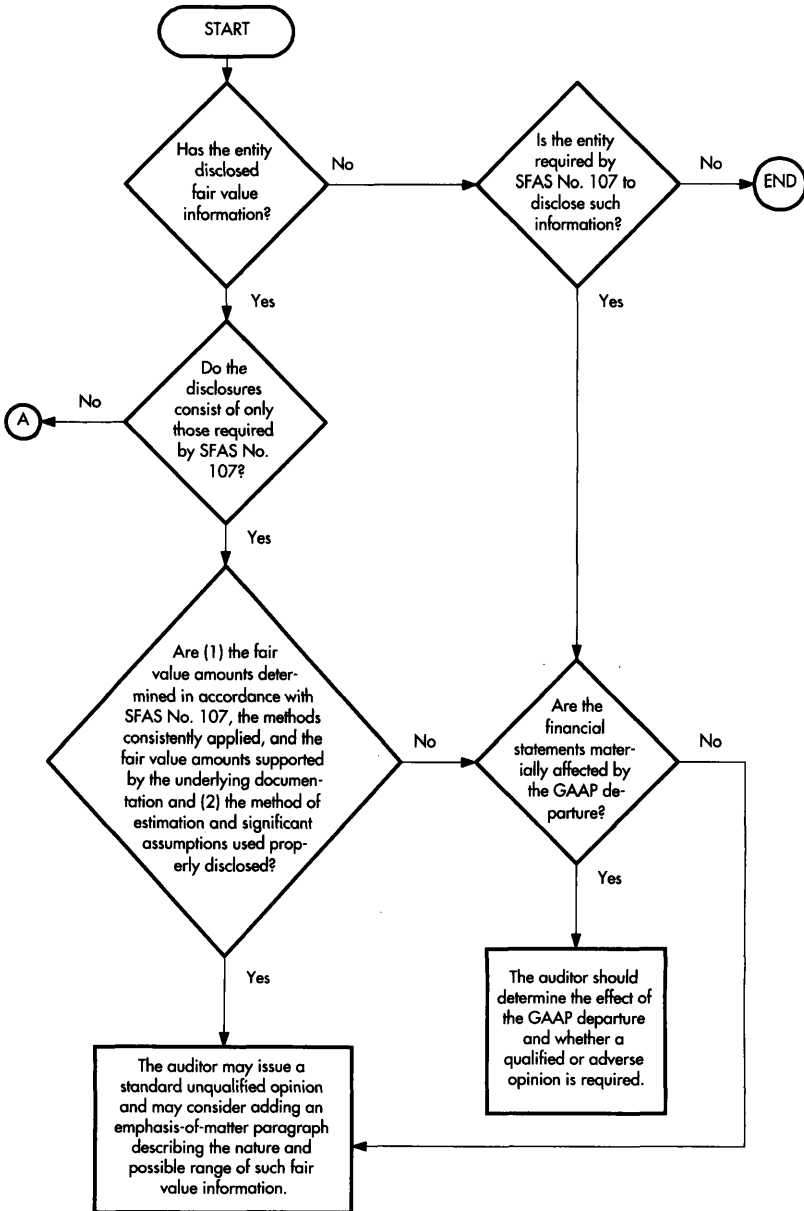 START
Has the entity
disclosed
fair value
information?
No
Is the entity
required by
SFAS No. 107 to
disclose such
information?
No
END
Yes
Yes
Do the
disclosures
consist of only
those required
by SFAS No.
107?
No
A
Yes
Are (1) the fair
value amounts deter-
mined in accordance with
SFAS No. 107, the methods
consistently applied, and the
fair value amounts supported
by the underlying documen-
tation and (2) the method of
estimation and significant
assumptions used prop-
erly disclosed?
No
Are the
financial
statements mater-
ially affected by
the GAAP de-
parture?
No
Yes
Yes
The auditor should
determine the effect of
the GAAP departure
and whether a
qualified or adverse
opinion is required.
The auditor may issue a
standard unqualified opinion
and may consider adding an
emphasis-of-matter paragraph
describing the nature and
possible range of such fair
value information.